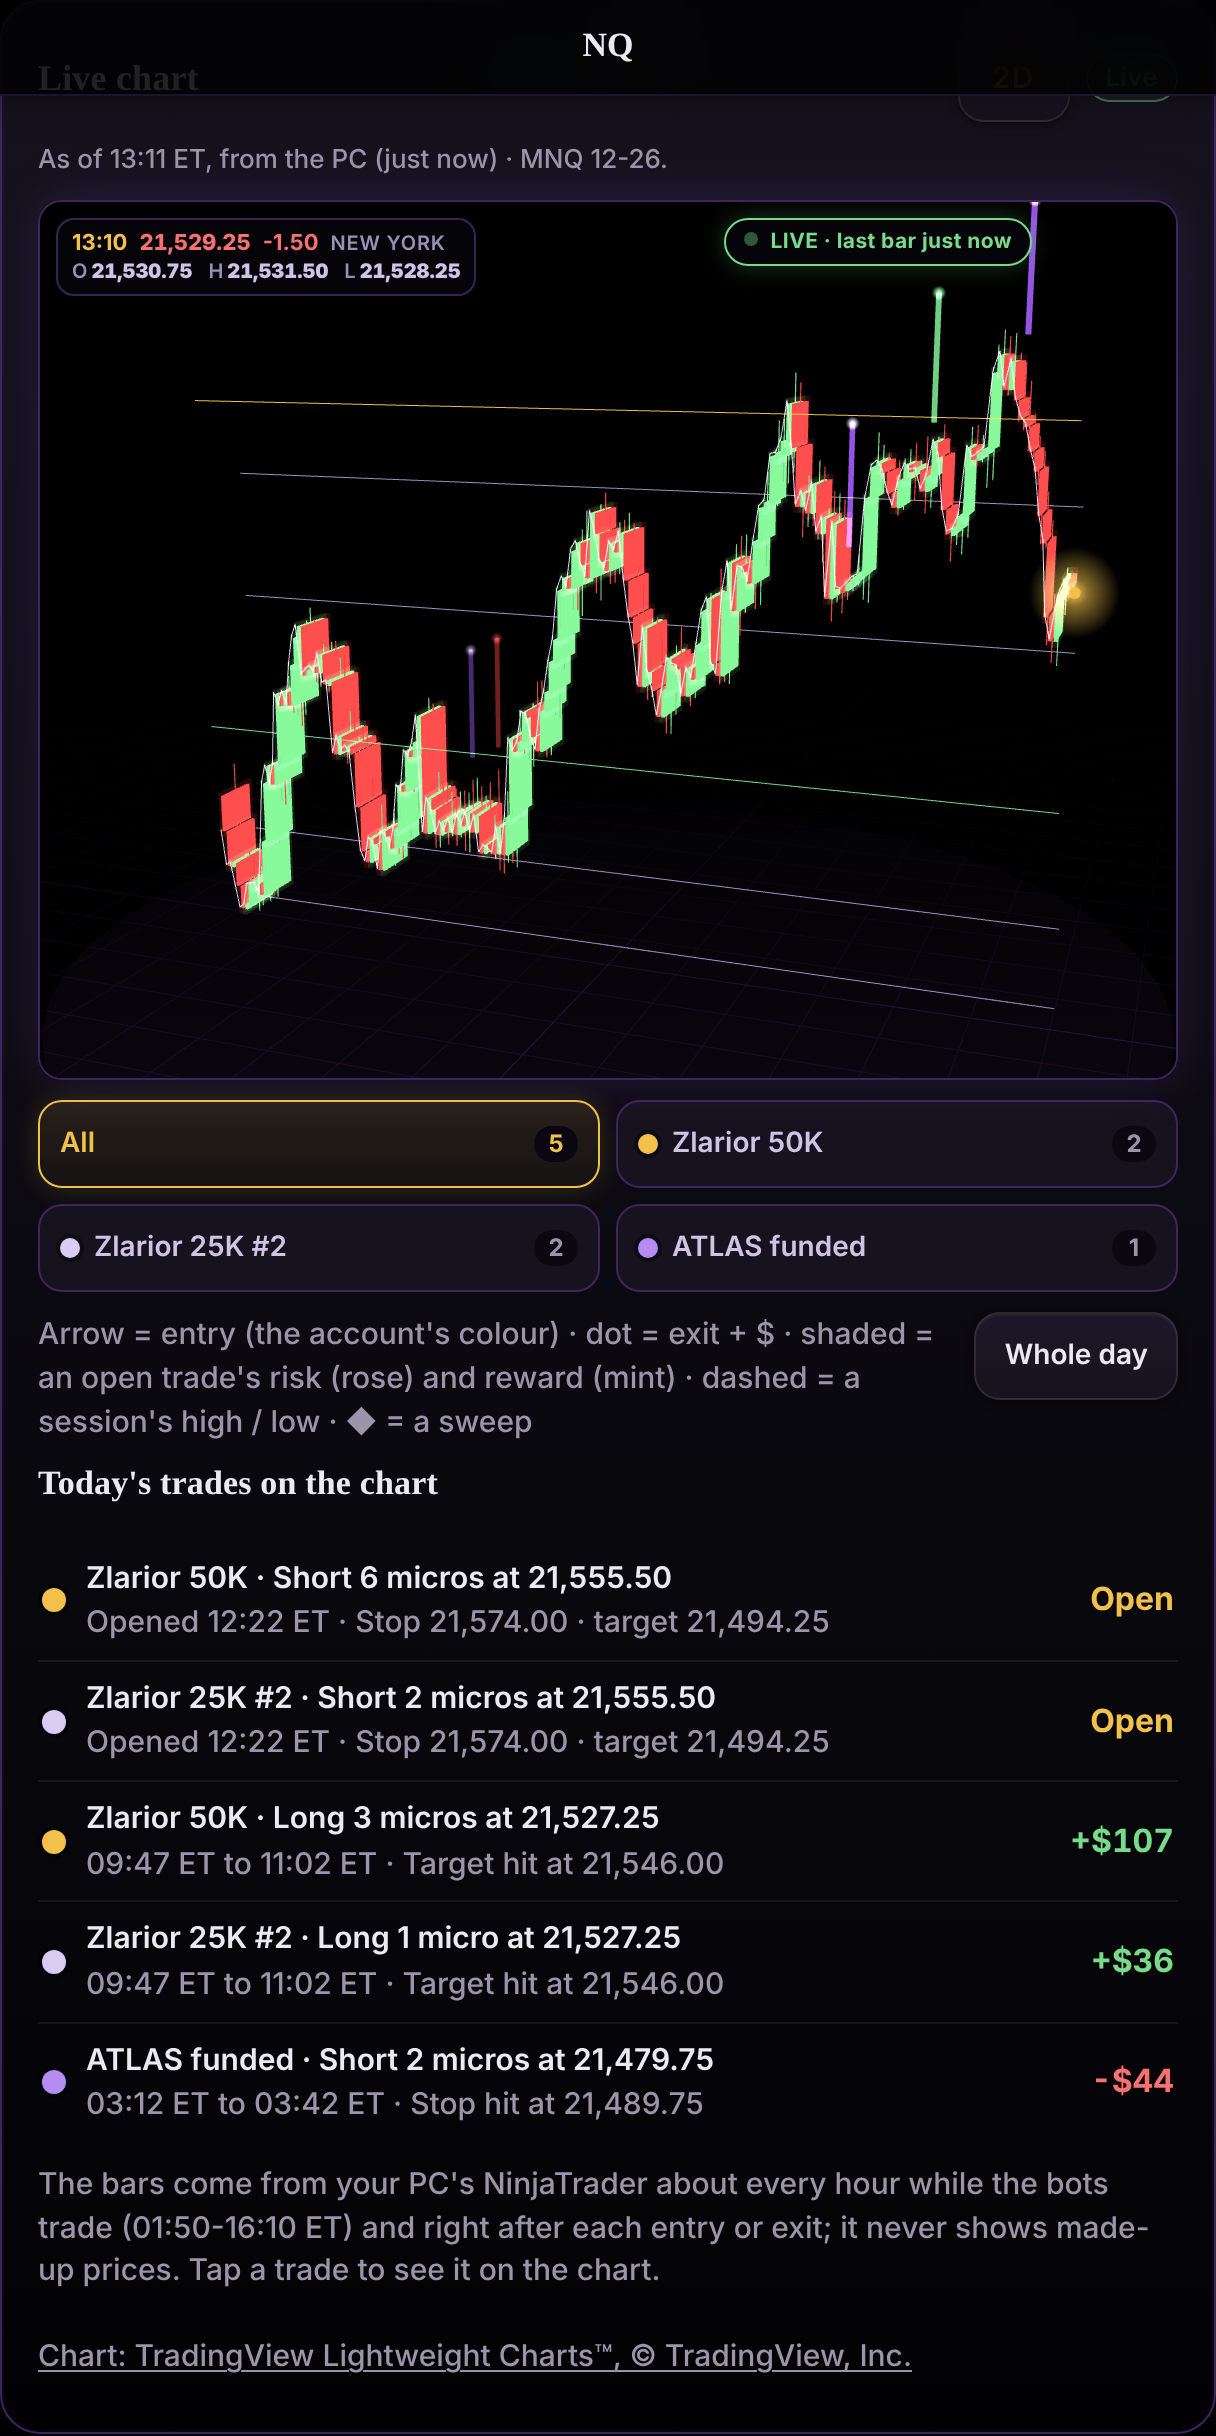 NQ
Live chart
2D
Live
As of 13:11 ET, from the PC (just now) · MNQ 12-26.
13:10 21,529.25 -1.50 NEW YORK
O 21,530.75 H 21,531.50 L 21,528.25
LIVE · last bar just now
All 5
Zlarior 50K 2
Zlarior 25K #2 2
ATLAS funded 1
Arrow = entry (the account's colour) · dot = exit + $ · shaded =
an open trade's risk (rose) and reward (mint) · dashed = a
session's high / low · ◆ = a sweep
Whole day
Today's trades on the chart
Zlarior 50K · Short 6 micros at 21,555.50
Opened 12:22 ET · Stop 21,574.00 · target 21,494.25
Open
Zlarior 25K #2 · Short 2 micros at 21,555.50
Opened 12:22 ET · Stop 21,574.00 · target 21,494.25
Open
Zlarior 50K · Long 3 micros at 21,527.25
09:47 ET to 11:02 ET · Target hit at 21,546.00
+$107
Zlarior 25K #2 · Long 1 micro at 21,527.25
09:47 ET to 11:02 ET · Target hit at 21,546.00
+$36
ATLAS funded · Short 2 micros at 21,479.75
03:12 ET to 03:42 ET · Stop hit at 21,489.75
-$44
The bars come from your PC's NinjaTrader about every hour while the bots
trade (01:50-16:10 ET) and right after each entry or exit; it never shows made-
up prices. Tap a trade to see it on the chart.
Chart: TradingView Lightweight Charts™, © TradingView, Inc.